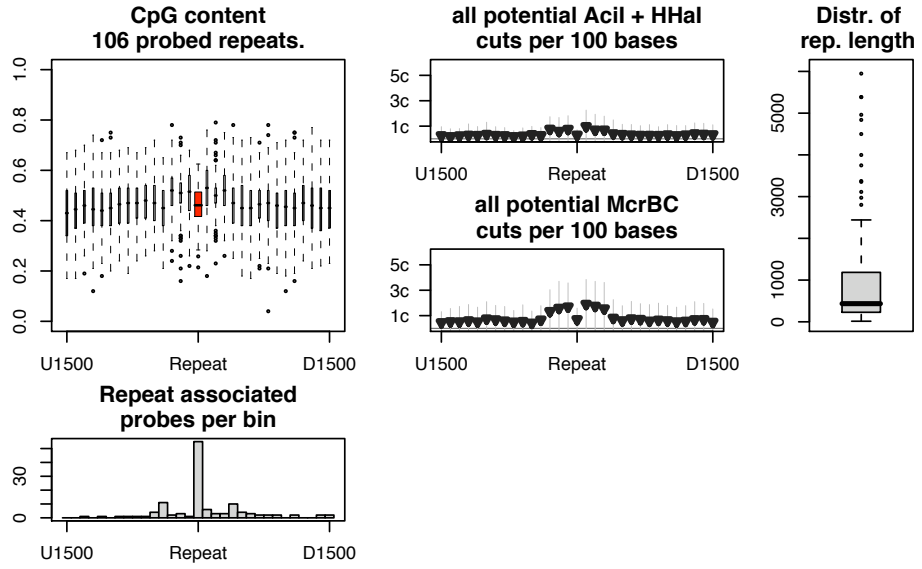 CpG content
106 probed repeats.
1.0
0.8
0.6
0.4
0.2
0.0
U1500 Repeat D1500
all potential AciI + HHaI
cuts per 100 bases
5c
3c
1c
U1500 Repeat D1500
all potential McrBC
cuts per 100 bases
5c
3c
1c
U1500 Repeat D1500
Distr. of
rep. length
5000
3000
1000
0
Repeat associated
probes per bin
30
0
U1500 Repeat D1500